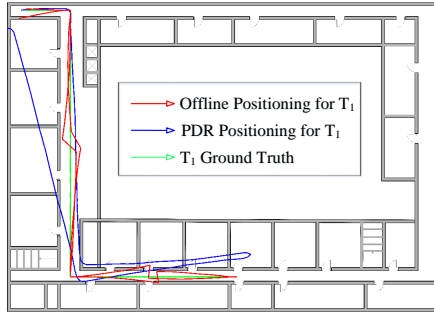 Offline Positioning for T₁
PDR Positioning for T₁
T₁ Ground Truth